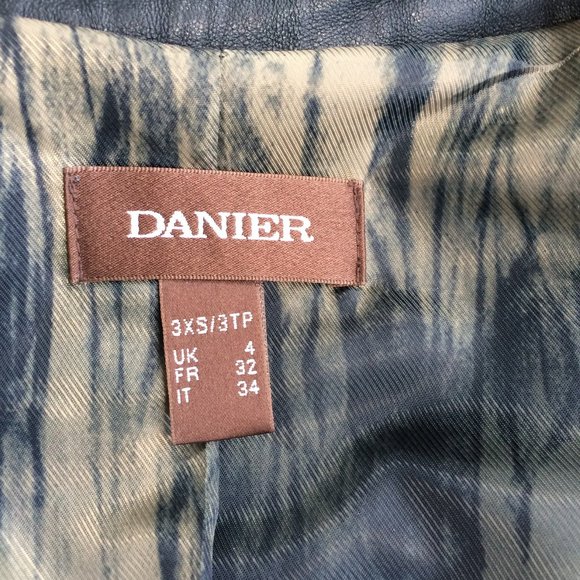 DANIER
3XS/3TP
UK 4
FR 32
IT 34